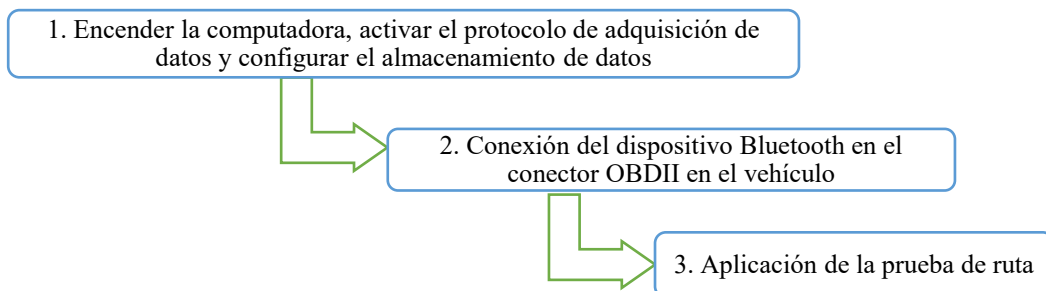 1. Encender la computadora, activar el protocolo de adquisición de
datos y configurar el almacenamiento de datos
2. Conexión del dispositivo Bluetooth en el
conector OBDII en el vehículo
3. Aplicación de la prueba de ruta